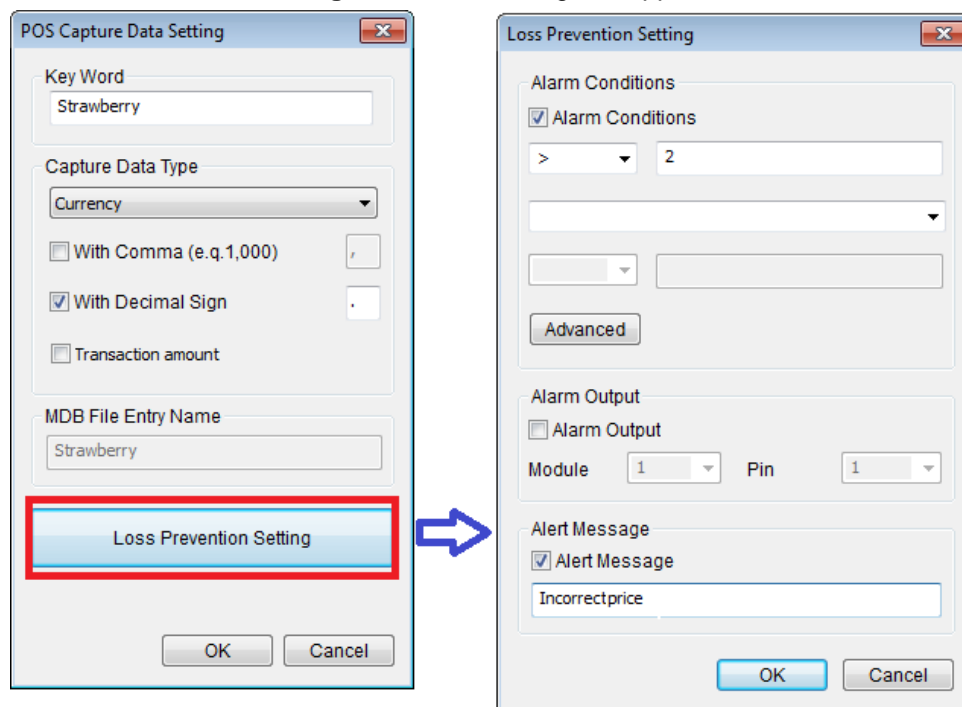 POS Capture Data Setting
Key Word
Strawberry
Capture Data Type
Currency
With Comma (e.q.1,000) ,
With Decimal Sign .
Transaction amount
MDB File Entry Name
Strawberry
Loss Prevention Setting
OK Cancel
Loss Prevention Setting
Alarm Conditions
Alarm Conditions
> 2
Advanced
Alarm Output
Alarm Output
Module 1 Pin 1
Alert Message
Alert Message
Incorrectprice
OK Cancel